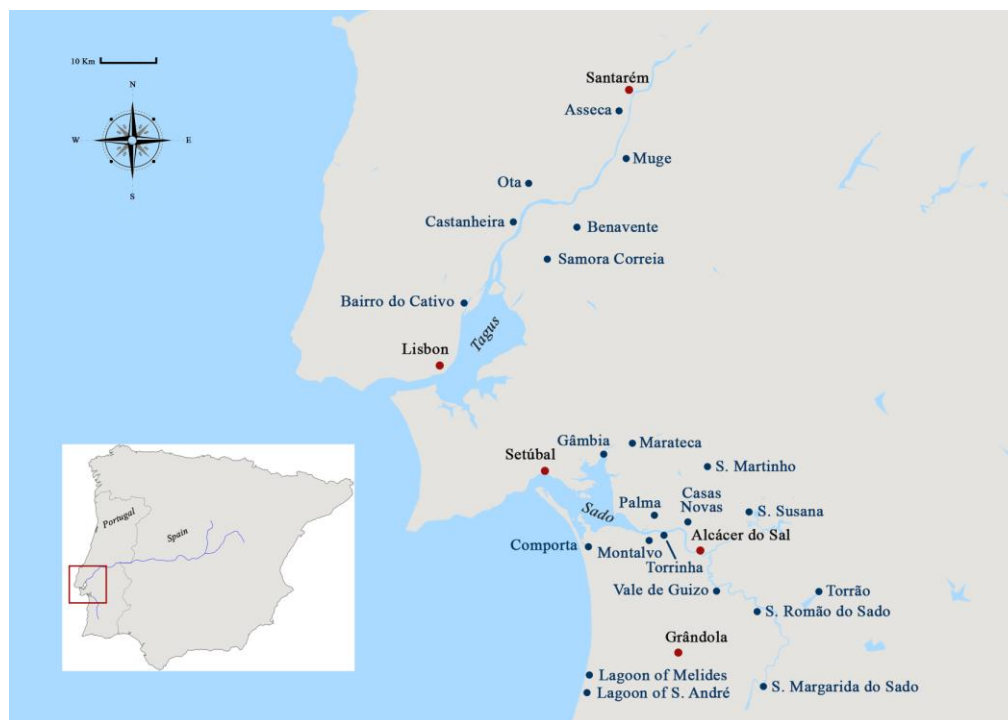 10 Km
N
W
E
S
Santarém
Asseca
Muge
Ota
Castanheira
Benavente
Samora Correia
Bairro do Cativo
Tagus
Lisbon
Gâmbia
Marateca
Setúbal
S. Martinho
Palma
Casas
Novas
Sado
S. Susana
Alcácer do Sal
Comporta
Montalvo
Torrinha
Vale de Guizo
Torrão
S. Romão do Sado
Grândola
Lagoon of Melides
Lagoon of S. André
S. Margarida do Sado
Portugal
Spain